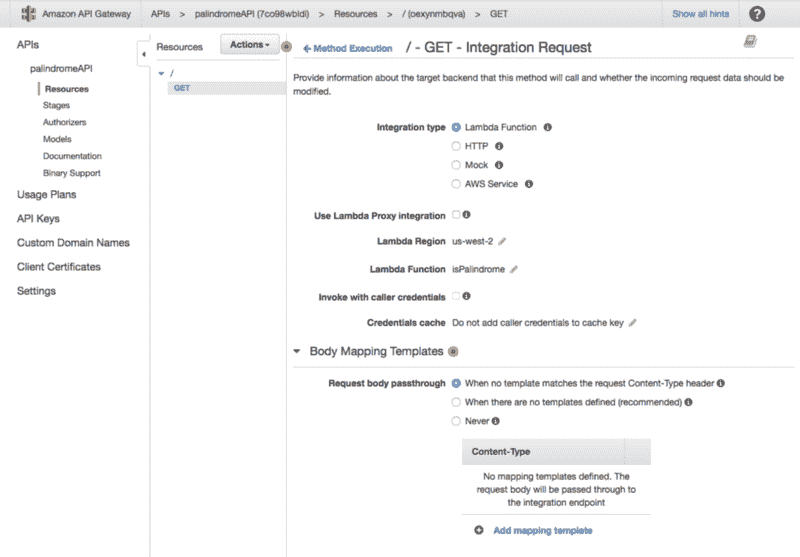 Amazon API Gateway APIs > palindromeAPI (7co98wbldi) > Resources > / (oexynmbqva) > GET Show all hints ?
APIs
palindromeAPI
Resources
Stages
Authorizers
Models
Documentation
Binary Support
Usage Plans
API Keys
Custom Domain Names
Client Certificates
Settings
Resources Actions
/
GET
Method Execution / - GET - Integration Request
Provide information about the target backend that this method will call and whether the incoming request data should be
modified.
Integration type Lambda Function
HTTP
Mock
AWS Service
Use Lambda Proxy integration
Lambda Region us-west-2
Lambda Function isPalindrome
Invoke with caller credentials
Credentials cache Do not add caller credentials to cache key
Body Mapping Templates
Request body passthrough When no template matches the request Content-Type header
When there are no templates defined (recommended)
Never
Content-Type
No mapping templates defined. The
request body will be passed through to
the integration endpoint
Add mapping template